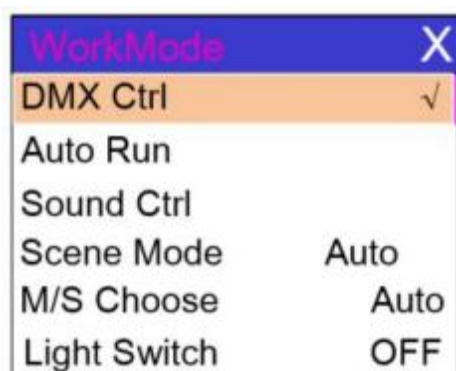 WorkMode X
DMX Ctrl √
Auto Run
Sound Ctrl
Scene Mode Auto
M/S Choose Auto
Light Switch OFF